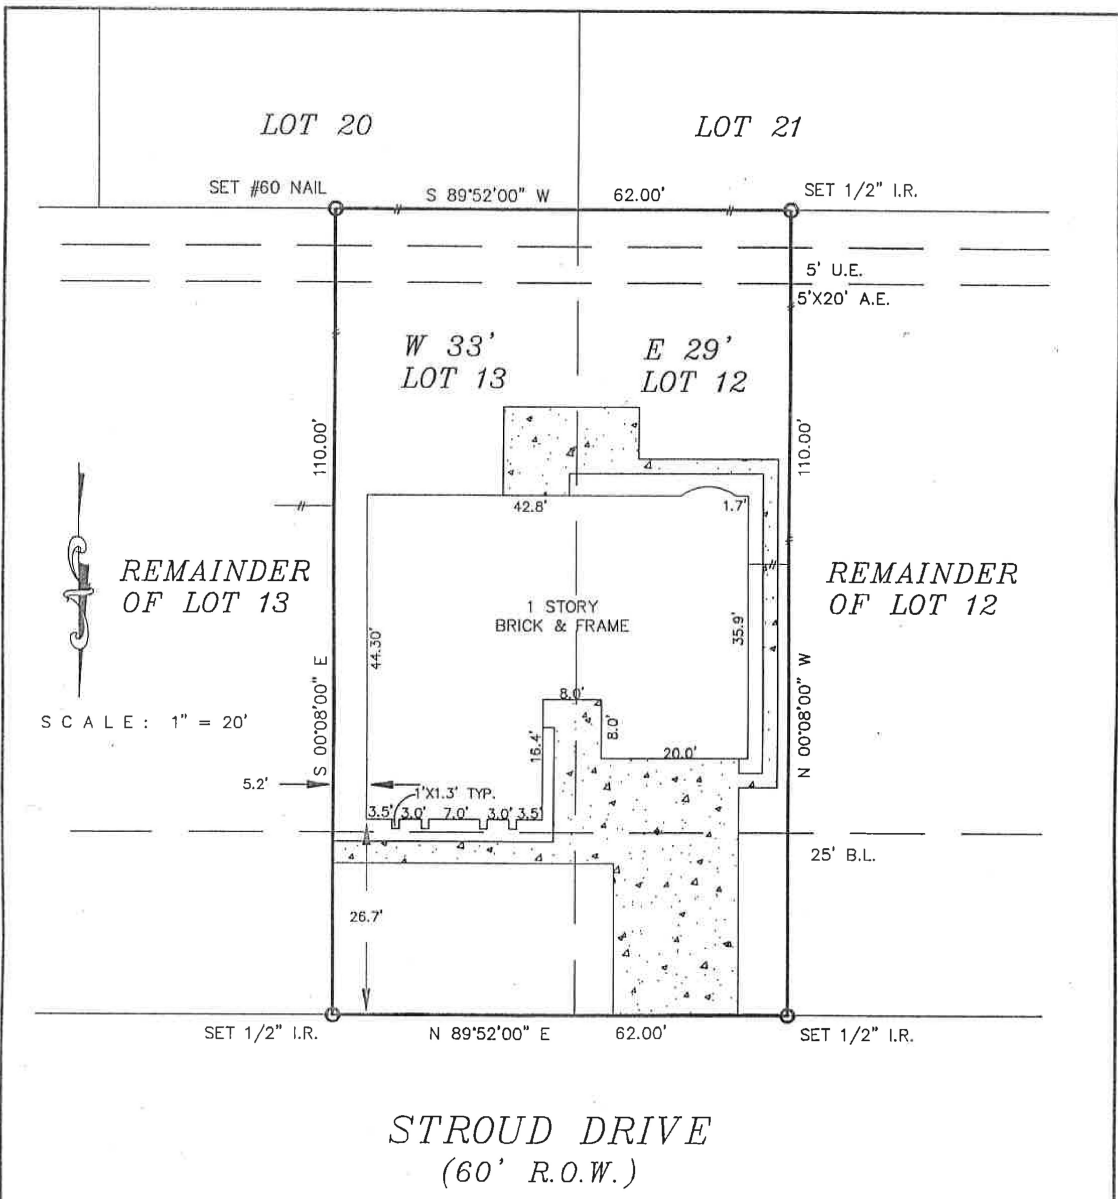 LOT 20
LOT 21
SET #60 NAIL
S 89°52'00" W
62.00'
SET 1/2" I.R.
5' U.E.
5'X20' A.E.
W 33'
LOT 13
E 29'
LOT 12
110.00'
110.00'
42.8'
1.7'
REMAINDER
OF LOT 13
REMAINDER
OF LOT 12
1 STORY
BRICK & FRAME
44.30'
35.9'
S 00°08'00" E
N 00°08'00" W
8.0'
8.0'
16.4'
20.0'
SCALE: 1" = 20'
5.2'
1'X1.3' TYP.
3.5' 3.0' 7.0' 3.0' 3.5'
25' B.L.
26.7'
SET 1/2" I.R.
N 89°52'00" E
62.00'
SET 1/2" I.R.
STROUD DRIVE
(60' R.O.W.)